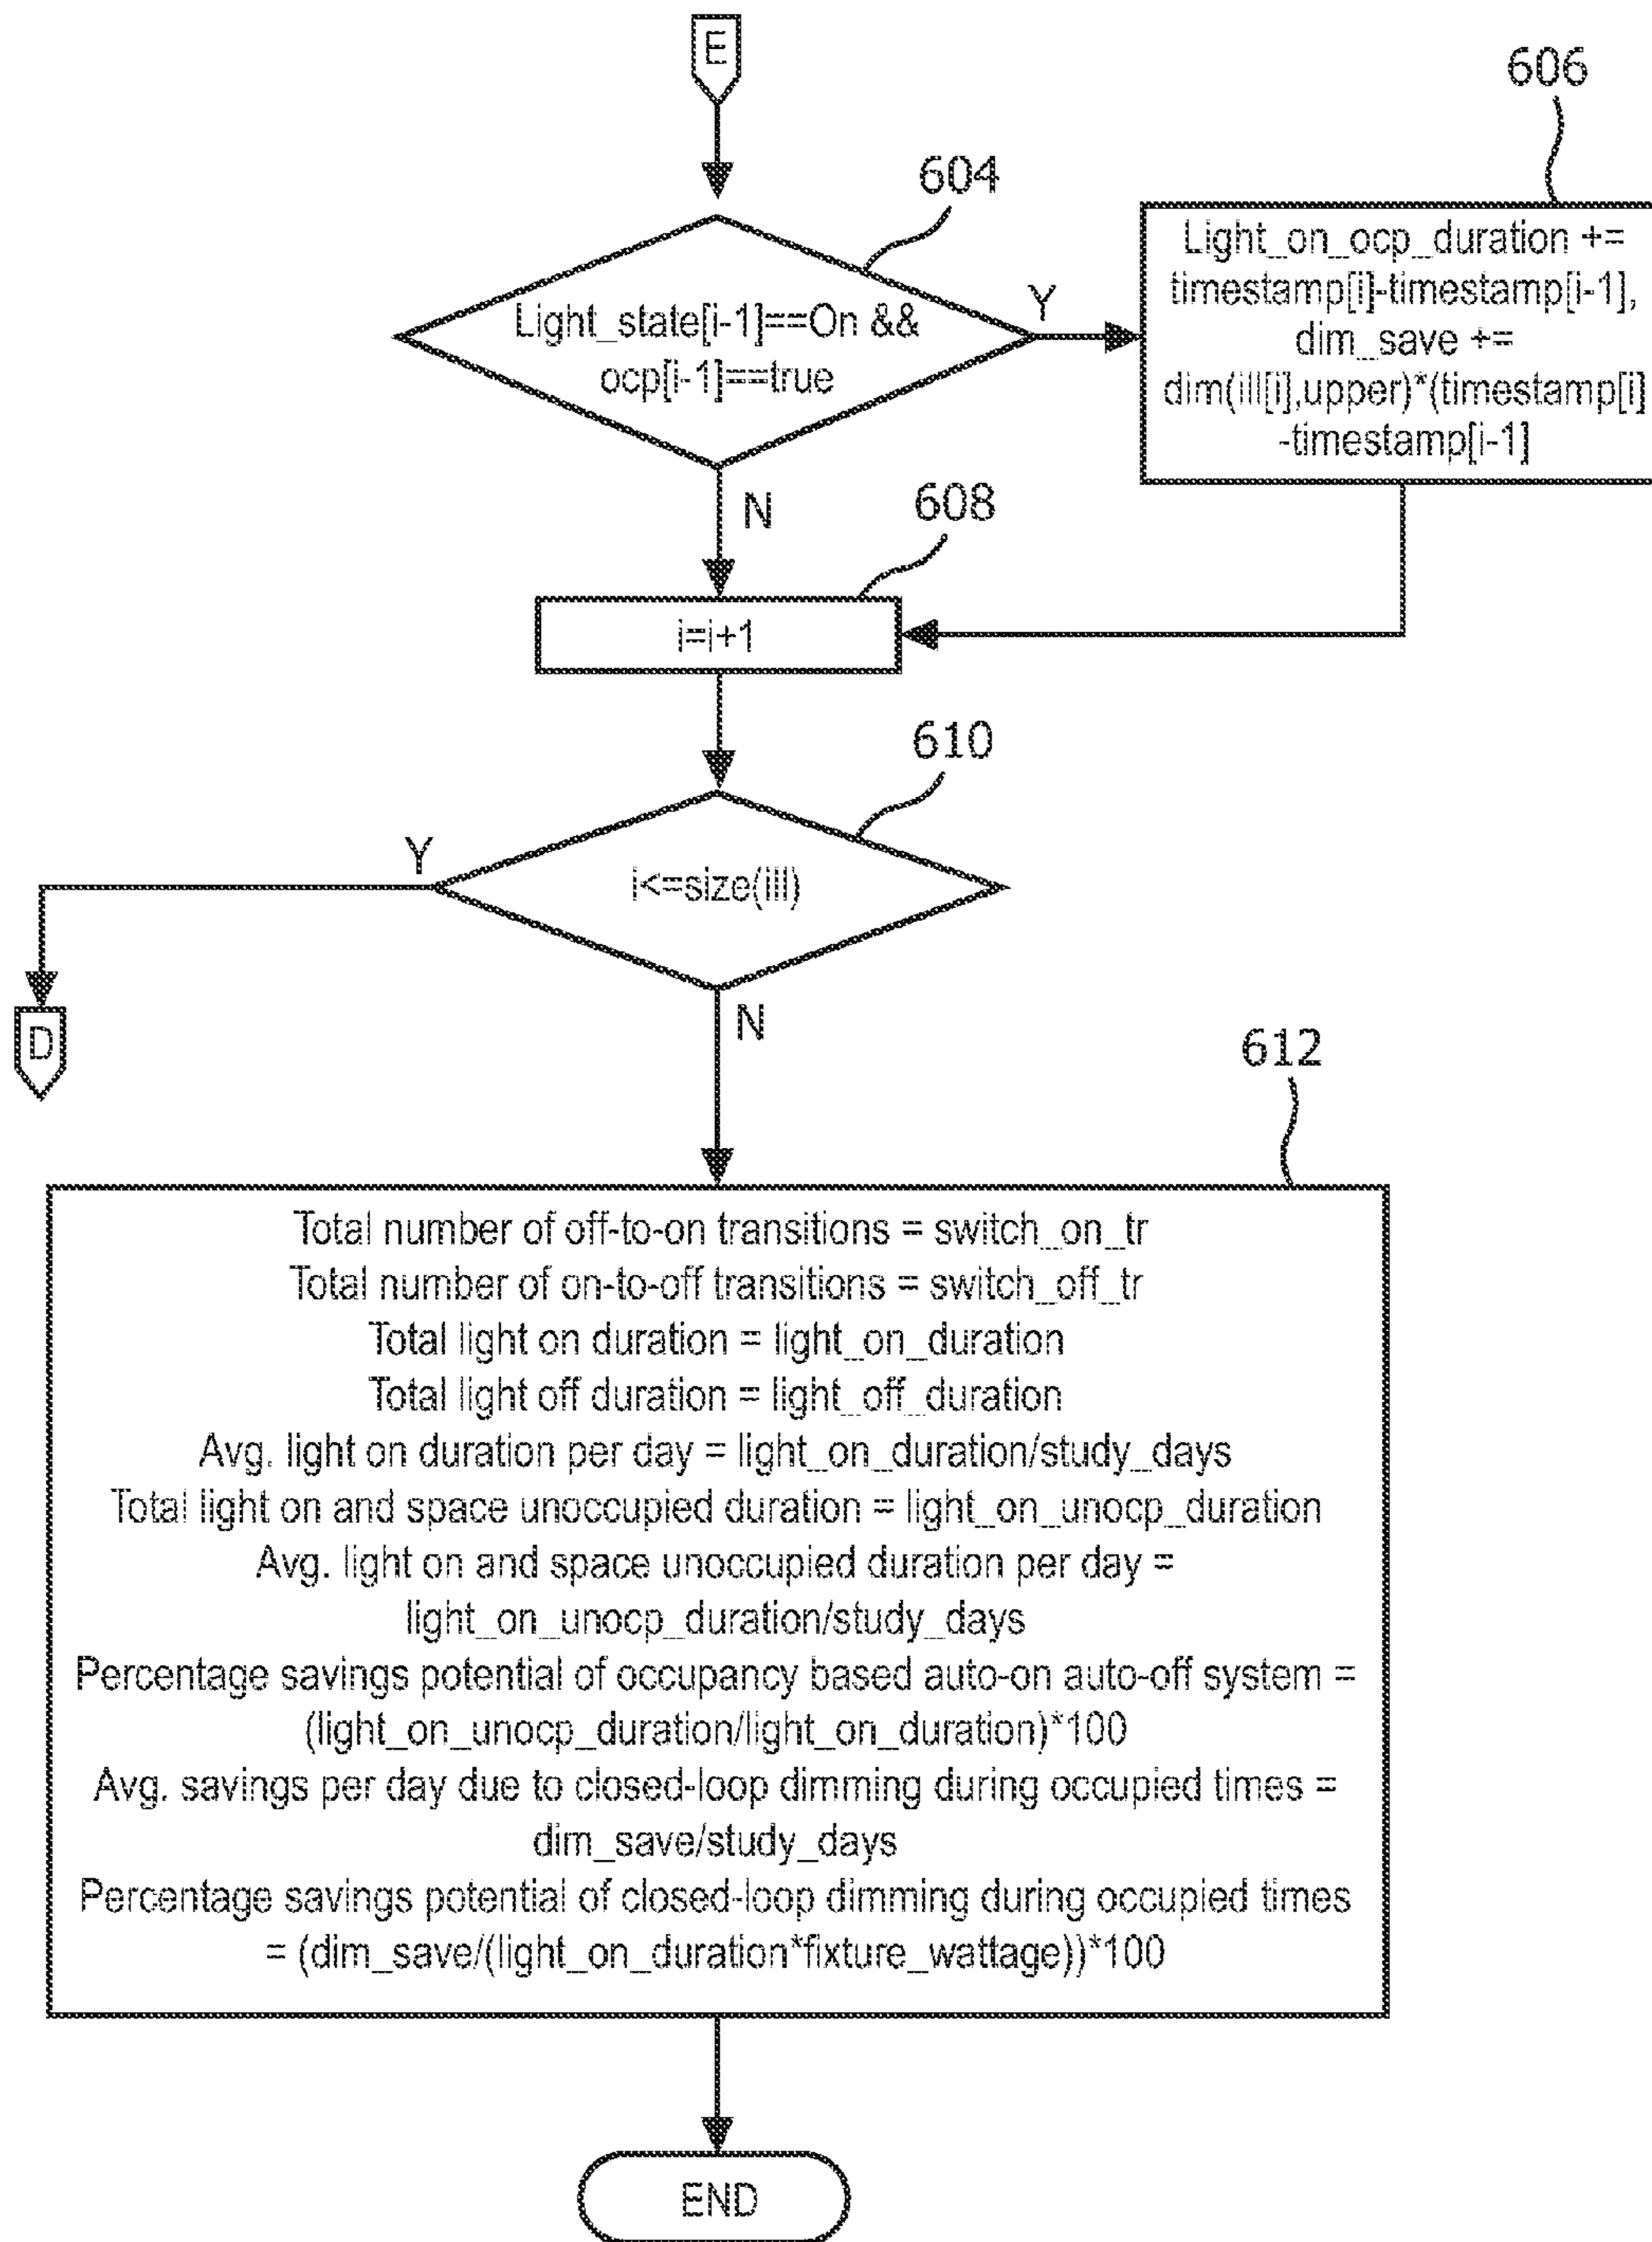 E
606
604
Light_on_ocp_duration +=
timestamp[i]-timestamp[i-1],
dim_save +=
dim(ill[i],upper)*(timestamp[i]
-timestamp[i-1]
Light_state[i-1]==On &&
ocp[i-1]==true
Y
N
608
i=i+1
610
Y
i<=size(ill)
N
D
612
Total number of off-to-on transitions = switch_on_tr
Total number of on-to-off transitions = switch_off_tr
Total light on duration = light_on_duration
Total light off duration = light_off_duration
Avg. light on duration per day = light_on_duration/study_days
Total light on and space unoccupied duration = light_on_unocp_duration
Avg. light on and space unoccupied duration per day =
light_on_unocp_duration/study_days
Percentage savings potential of occupancy based auto-on auto-off system =
(light_on_unocp_duration/light_on_duration)*100
Avg. savings per day due to closed-loop dimming during occupied times =
dim_save/study_days
Percentage savings potential of closed-loop dimming during occupied times
= (dim_save/(light_on_duration*fixture_wattage))*100
END